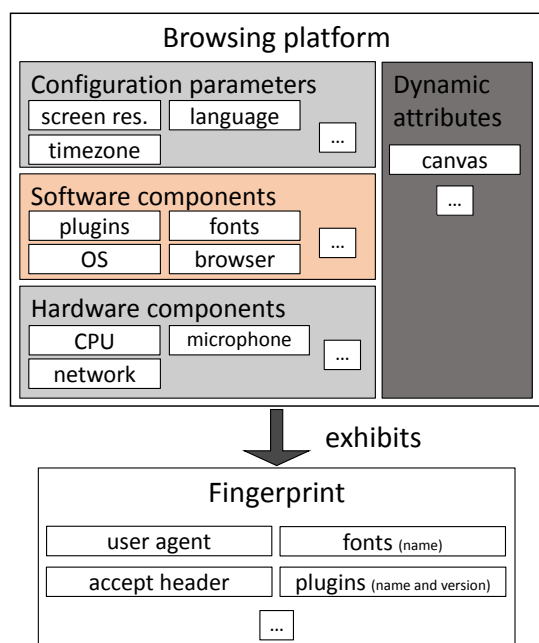 Browsing platform
Configuration parameters
screen res.
language
timezone
...
Software components
plugins
fonts
OS
browser
...
Hardware components
CPU
microphone
network
...
Dynamic
attributes
canvas
...
exhibits
Fingerprint
user agent
fonts (name)
accept header
plugins (name and version)
...